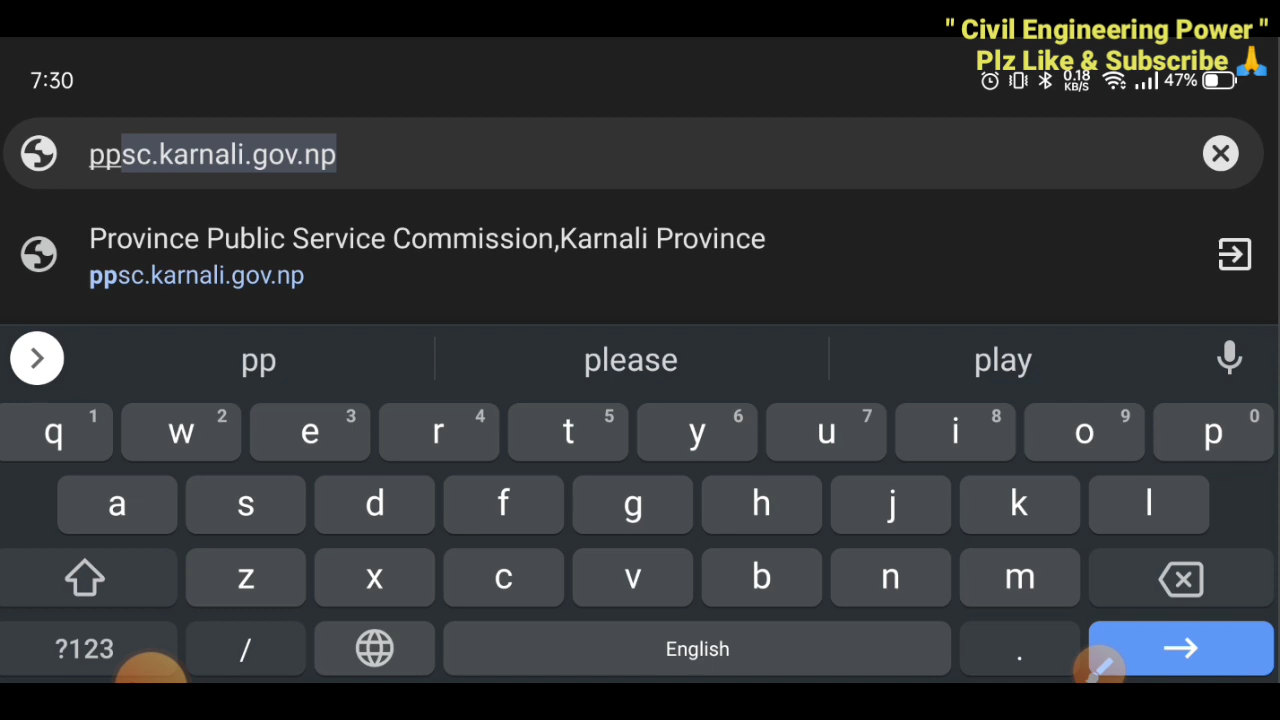 " Civil Engineering Power "
Plz Like & Subscribe 🙏
7:30
0.18
KB/S
47%
ppsc.karnali.gov.np
Province Public Service Commission,Karnali Province
ppsc.karnali.gov.np
pp please play
q 1 w 2 e 3 r 4 t 5 y 6 u 7 i 8 o 9 p 0
a s d f g h j k l
z x c v b n m
?123 / English .